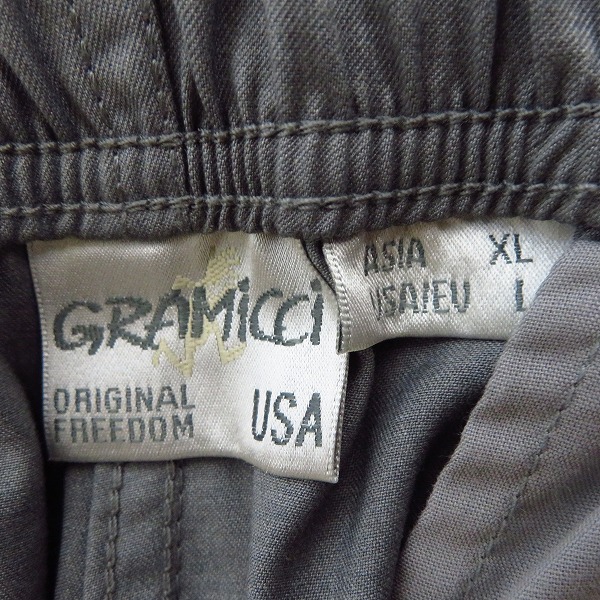 GRAMiCCi
ORIGINAL
FREEDOM
USA
ASIA XL
USA/EU L